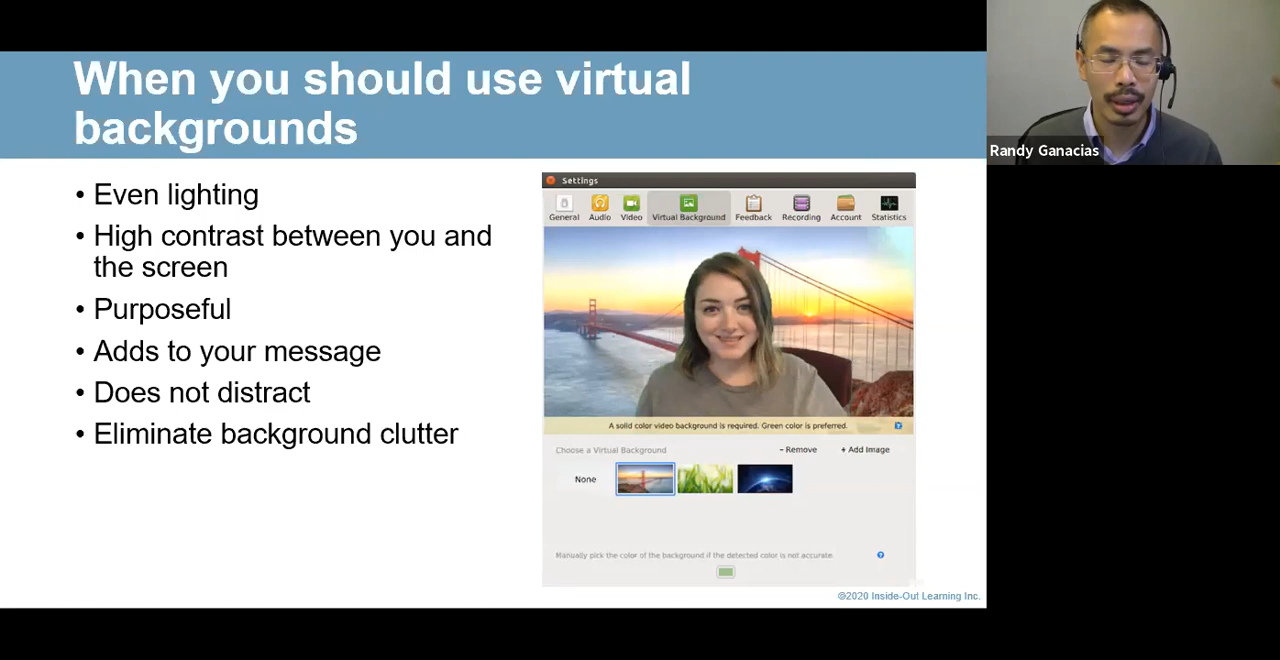 When you should use virtual
backgrounds
Randy Ganacias
• Even lighting
• High contrast between you and
the screen
• Purposeful
• Adds to your message
• Does not distract
• Eliminate background clutter
Settings
General Audio Video Virtual Background Feedback Recording Account Statistics
A solid color video background is required. Green color is preferred. ?
Choose a Virtual Background - Remove + Add Image
None
Manually pick the color of the background if the detected color is not accurate. ?
©2020 Inside-Out Learning Inc.